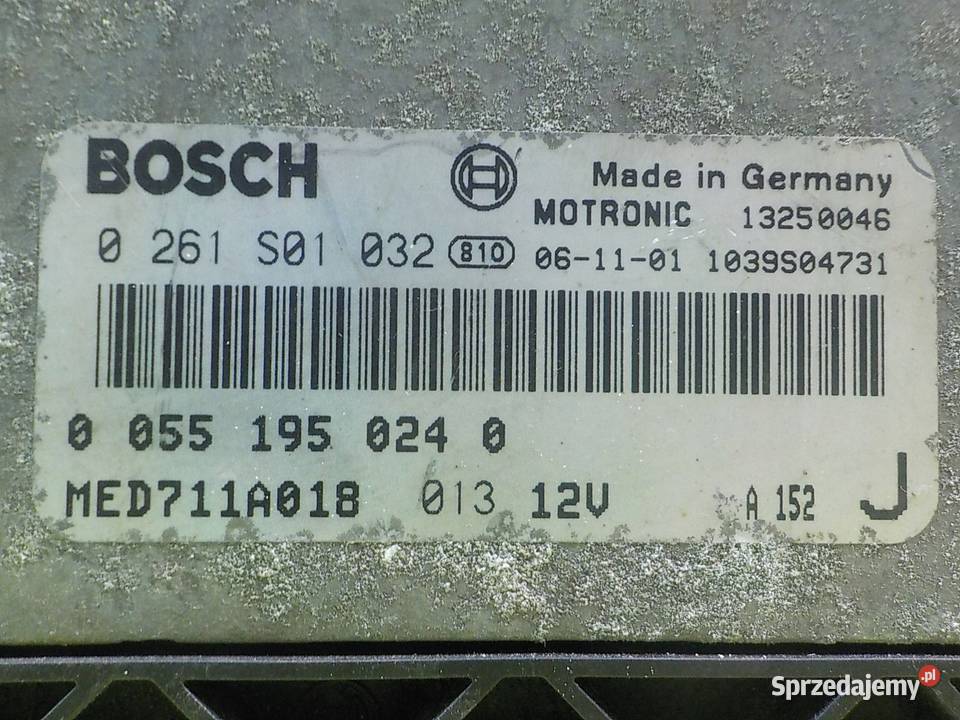 BOSCH
Made in Germany
MOTRONIC 13250046
0 261 S01 032 810 06-11-01 1039S04731
0 055 195 024 0
MED711A018 013 12V A 152 J
Sprzedajemy.pl